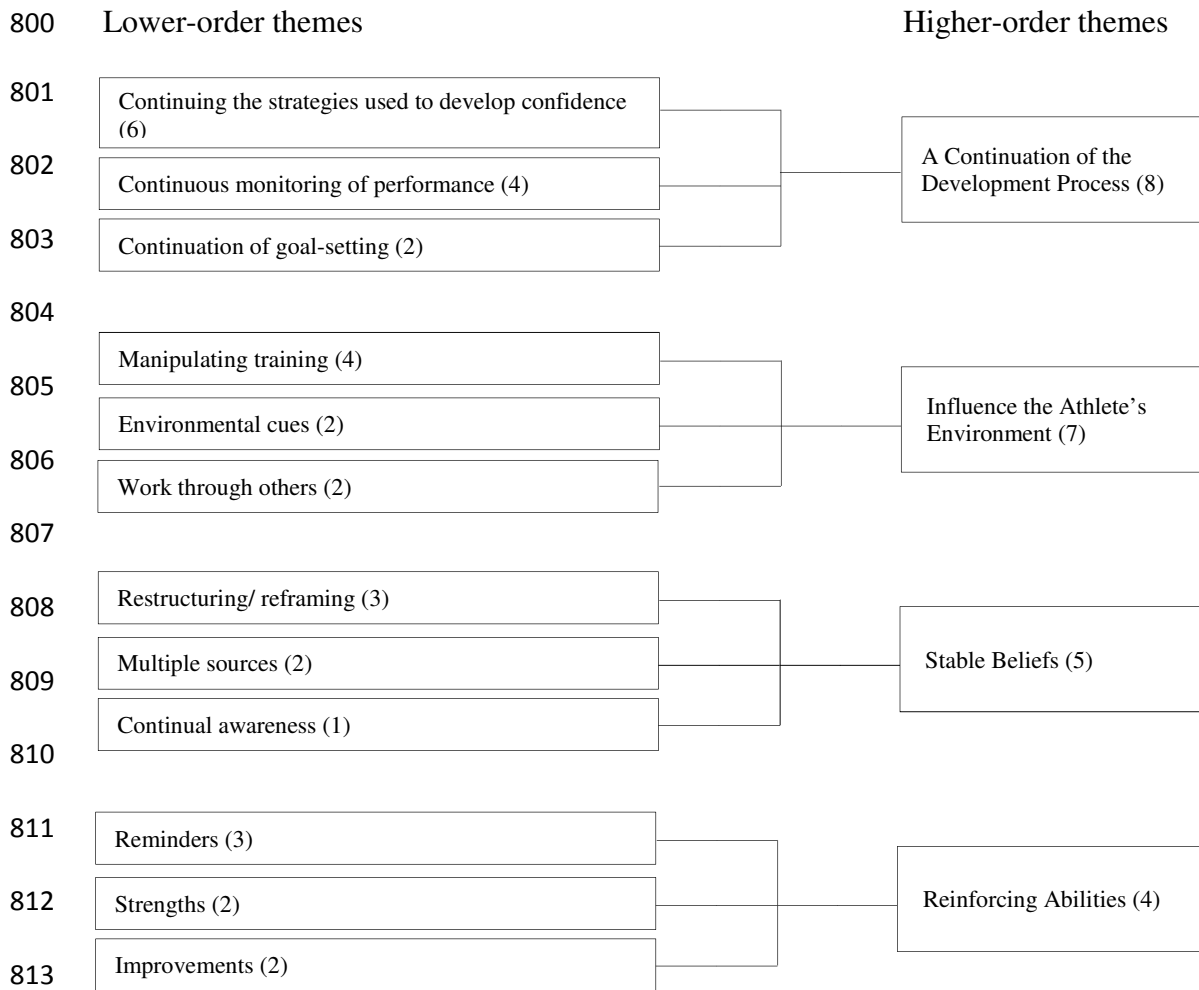 800 Lower-order themes Higher-order themes
801
Continuing the strategies used to develop confidence
(6)
A Continuation of the
Development Process (8)
802
Continuous monitoring of performance (4)
803
Continuation of goal-setting (2)
804
Manipulating training (4)
805
Influence the Athlete's
Environment (7)
Environmental cues (2)
806
Work through others (2)
807
808
Restructuring/ reframing (3)
Stable Beliefs (5)
Multiple sources (2)
809
Continual awareness (1)
810
811
Reminders (3)
Reinforcing Abilities (4)
812
Strengths (2)
813
Improvements (2)